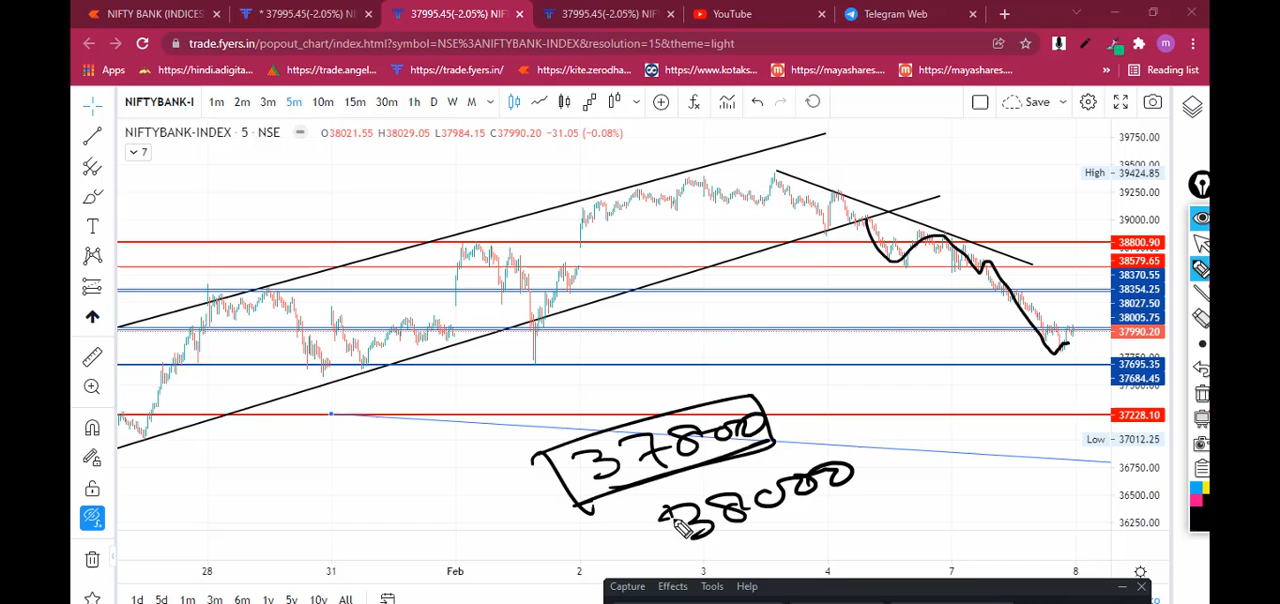 NIFTY BANK (INDICES
* 37995.45(-2.05%) N
37995.45(-2.05%) NI
37995.45(-2.05%) NI
YouTube
Telegram Web
trade.fyers.in/popout_chart/index.html?symbol=NSE%3ANIFTYBANK-INDEX&resolution=15&theme=light
m
Apps
https://hindi.adigita...
https://trade.angel...
https://trade.fyers.in/
https://kite.zerodha...
https://www.kotaks...
https://mayashares....
https://mayashares....
»
Reading list
NIFTYBANK-I 1m 2m 3m 5m 10m 15m 30m 1h D W M
Save
NIFTYBANK-INDEX · 5 · NSE
O38021.55 H38029.05 L37984.15 C37990.20 −31.05 (−0.08%)
7
39750.00
39500.00
High 39424.85
39250.00
39000.00
38800.90
38579.65
38370.55
38354.25
38027.50
38005.75
37990.20
37750.00
37695.35
37684.45
37500.00
37228.10
Low 37012.25
36750.00
36500.00
36250.00
37800
38000
28 31 Feb 2 3 4 7 8
Capture Effects Tools Help
1d 5d 1m 3m 6m 1y 5y 10y All